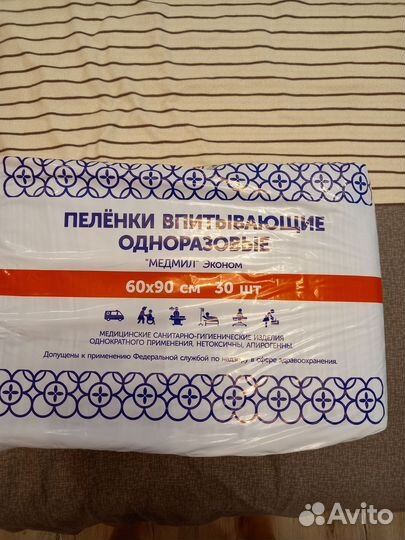 ПЕЛЁНКИ ВПИТЫВАЮЩИЕ
ОДНОРАЗОВЫЕ
"МЕДМИЛ" Эконом
60х90 см 30 шт
МЕДИЦИНСКИЕ САНИТАРНО-ГИГИЕНИЧЕСКИЕ ИЗДЕЛИЯ
ОДНОКРАТНОГО ПРИМЕНЕНИЯ, НЕТОКСИЧНЫ, АПИРОГЕННЫ.
Допущены к применению Федеральной службой по надзору в сфере здравоохранения.
Avito